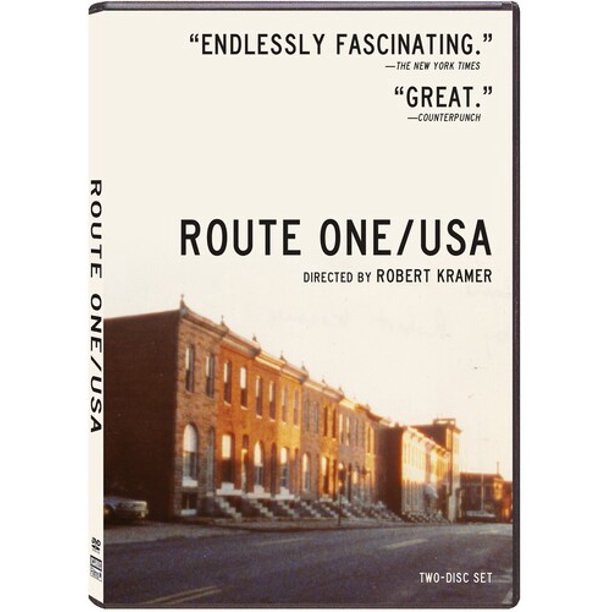 “ENDLESSLY FASCINATING.”
—THE NEW YORK TIMES
“GREAT.”
—COUNTERPUNCH
ROUTE ONE/USA
DIRECTED BY ROBERT KRAMER
TWO-DISC SET
ROUTE ONE/USA
DVD